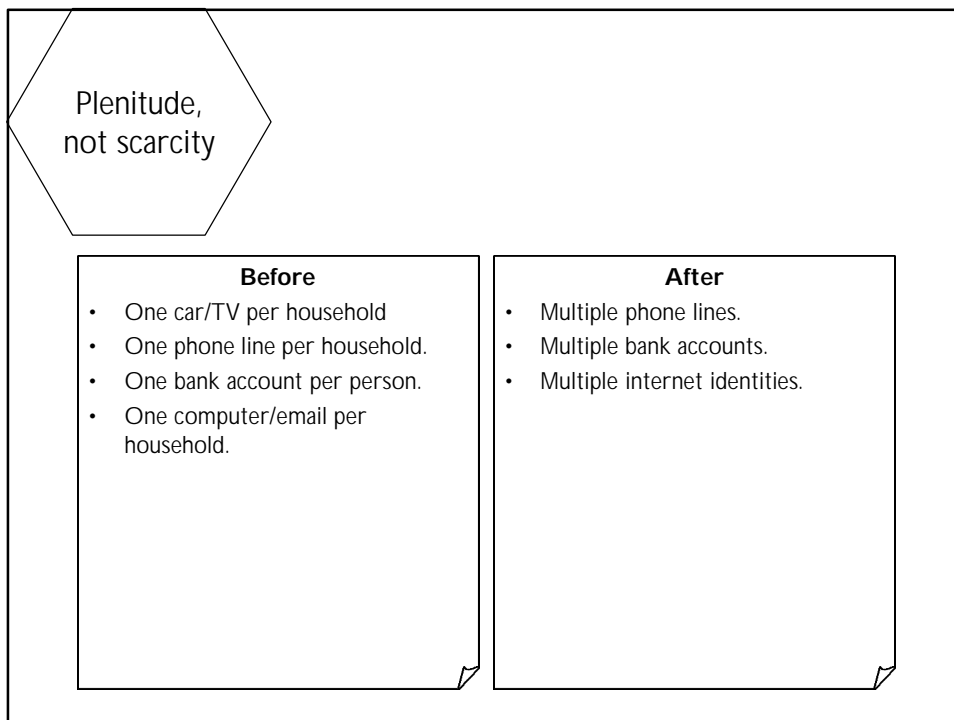 Plenitude,
not scarcity
Before
• One car/TV per household
• One phone line per household.
• One bank account per person.
• One computer/email per
household.
After
• Multiple phone lines.
• Multiple bank accounts.
• Multiple internet identities.